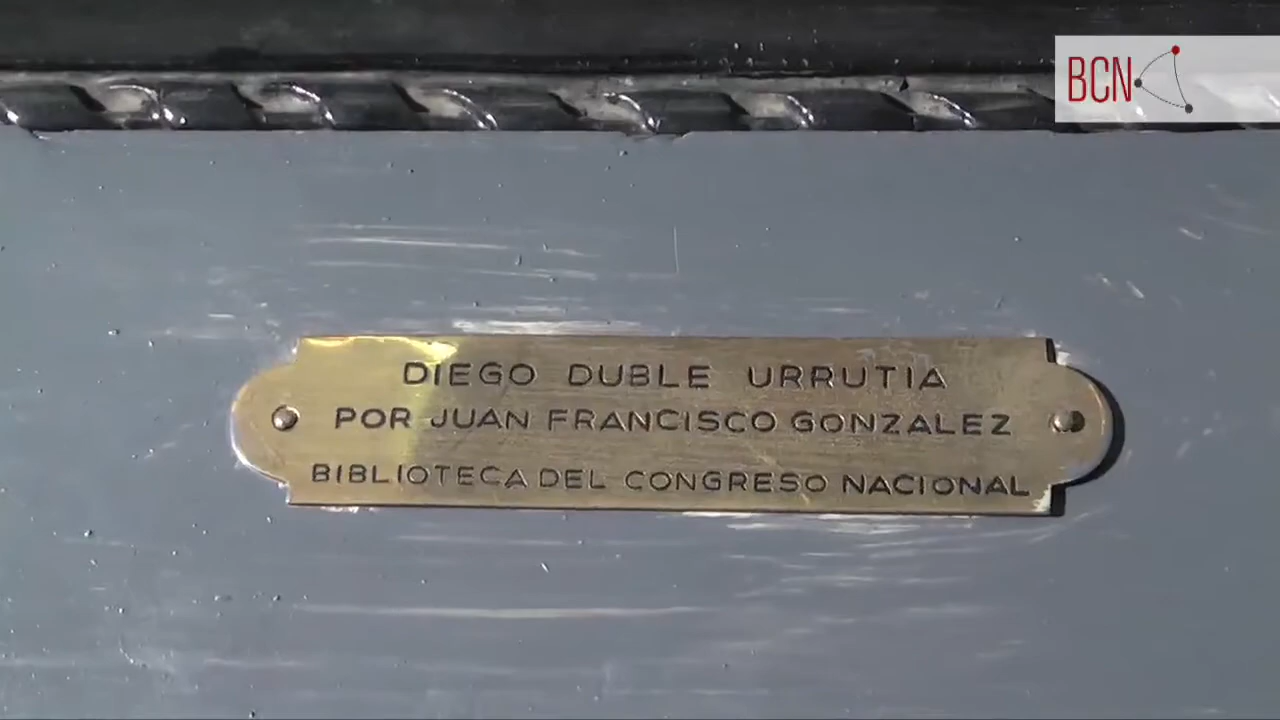 BCN
DIEGO DUBLE URRUTIA
POR JUAN FRANCISCO GONZALEZ
BIBLIOTECA DEL CONGRESO NACIONAL